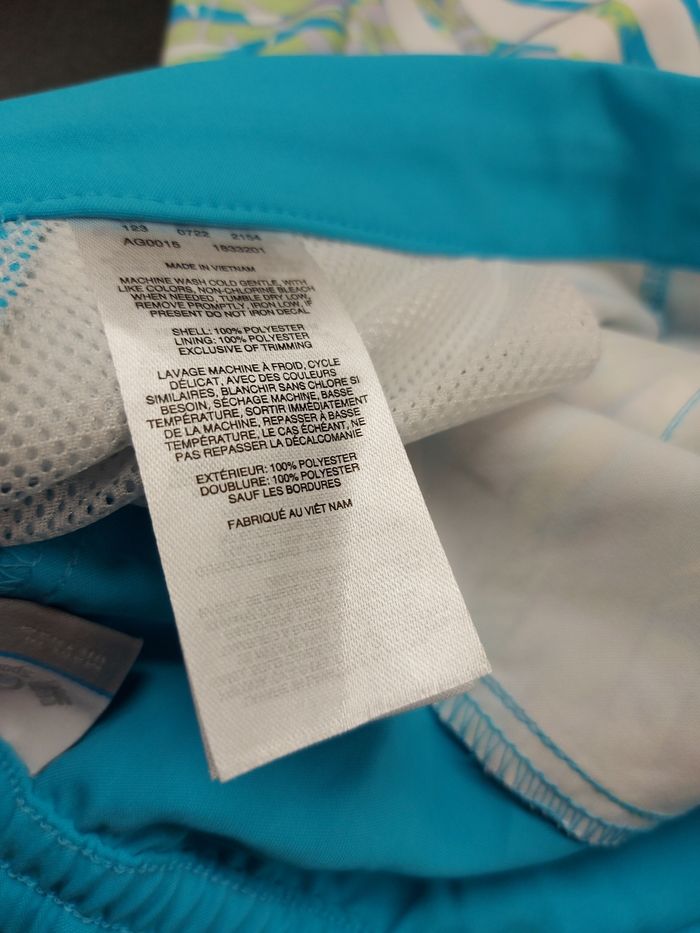 123 0722 2154
AG0015 1833201
MADE IN VIETNAM
MACHINE WASH COLD GENTLE, WITH
LIKE COLORS, NON-CHLORINE BLEACH
WHEN NEEDED, TUMBLE DRY LOW,
REMOVE PROMPTLY, IRON LOW, IF
PRESENT DO NOT IRON DECAL
SHELL: 100% POLYESTER
LINING: 100% POLYESTER
EXCLUSIVE OF TRIMMING
LAVAGE MACHINE À FROID, CYCLE
DÉLICAT, AVEC DES COULEURS
SIMILAIRES, BLANCHIR SANS CHLORE SI
BESOIN, SÉCHAGE MACHINE, BASSE
TEMPÉRATURE, SORTIR IMMÉDIATEMENT
DE LA MACHINE, REPASSER À BASSE
TEMPÉRATURE, LE CAS ÉCHÉANT, NE
PAS REPASSER LA DÉCALCOMANIE
EXTÉRIEUR: 100% POLYESTER
DOUBLURE: 100% POLYESTER
SAUF LES BORDURES
FABRIQUÉ AU VIÊT NAM